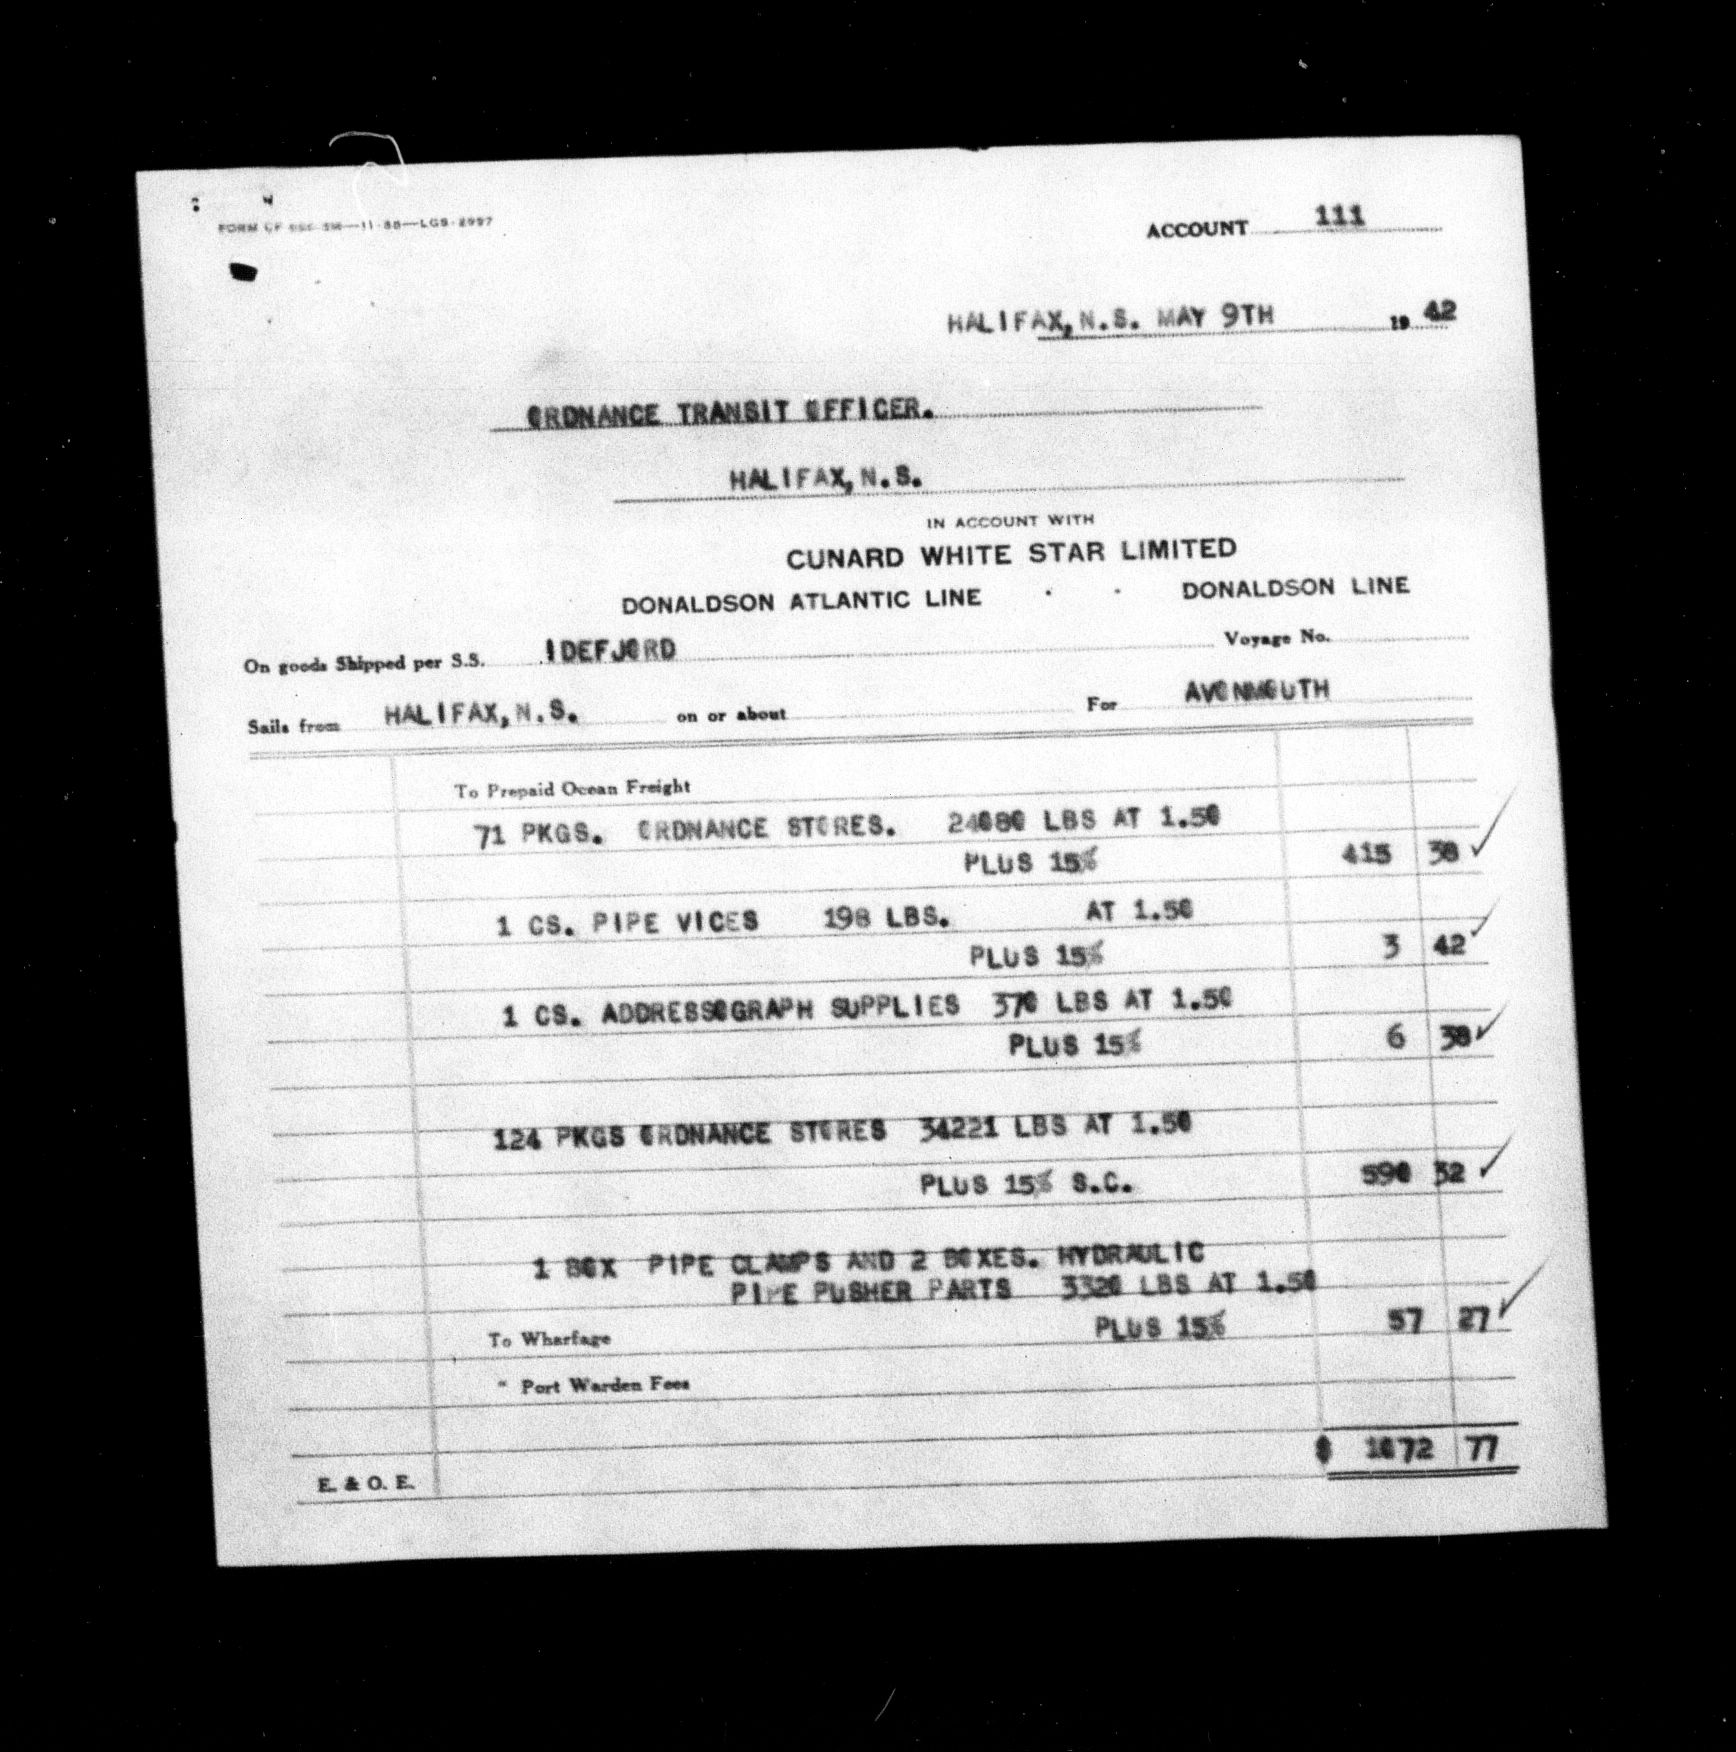 ACCOUNT 111
HALIFAX, N.S. MAY 9TH 19 42
ORDNANCE TRANSIT OFFICER.
HALIFAX, N.S.
IN ACCOUNT WITH
CUNARD WHITE STAR LIMITED
DONALDSON ATLANTIC LINE · · DONALDSON LINE
On goods Shipped per S.S. IDEFJORD Voyage No.
Sails from HALIFAX, N.S. on or about For AVONMOUTH
To Prepaid Ocean Freight
71 PKGS. ORDNANCE STORES. 24080 LBS AT 1.50
PLUS 15% 415 38
1 CS. PIPE VICES 198 LBS. AT 1.50
PLUS 15% 3 42
1 CS. ADDRESSOGRAPH SUPPLIES 370 LBS AT 1.50
PLUS 15% 6 38
124 PKGS ORDNANCE STORES 34221 LBS AT 1.50
PLUS 15% S.C. 590 32
1 BOX PIPE CLAMPS AND 2 BOXES. HYDRAULIC
PIPE PUSHER PARTS 3320 LBS AT 1.50
To Wharfage PLUS 15% 57 27
" Port Warden Fees
$ 1072 77
E. & O. E.